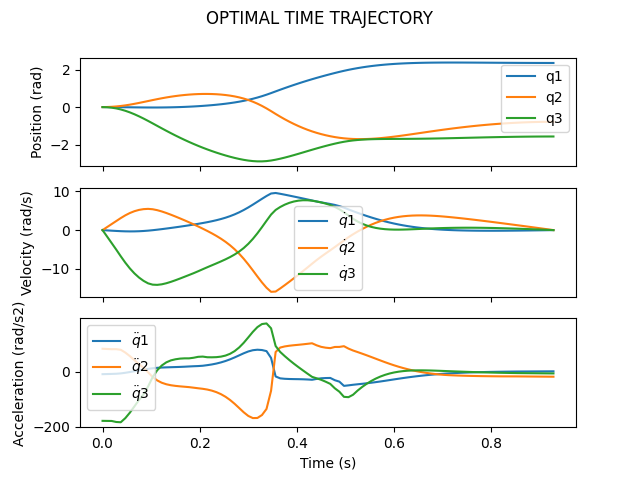 OPTIMAL TIME TRAJECTORY
Position (rad)
2
0
−2
q1
q2
q3
Velocity (rad/s)
10
0
−10
q̇1
q̇2
q̇3
Acceleration (rad/s2)
0
−200
q̈1
q̈2
q̈3
0.0 0.2 0.4 0.6 0.8
Time (s)